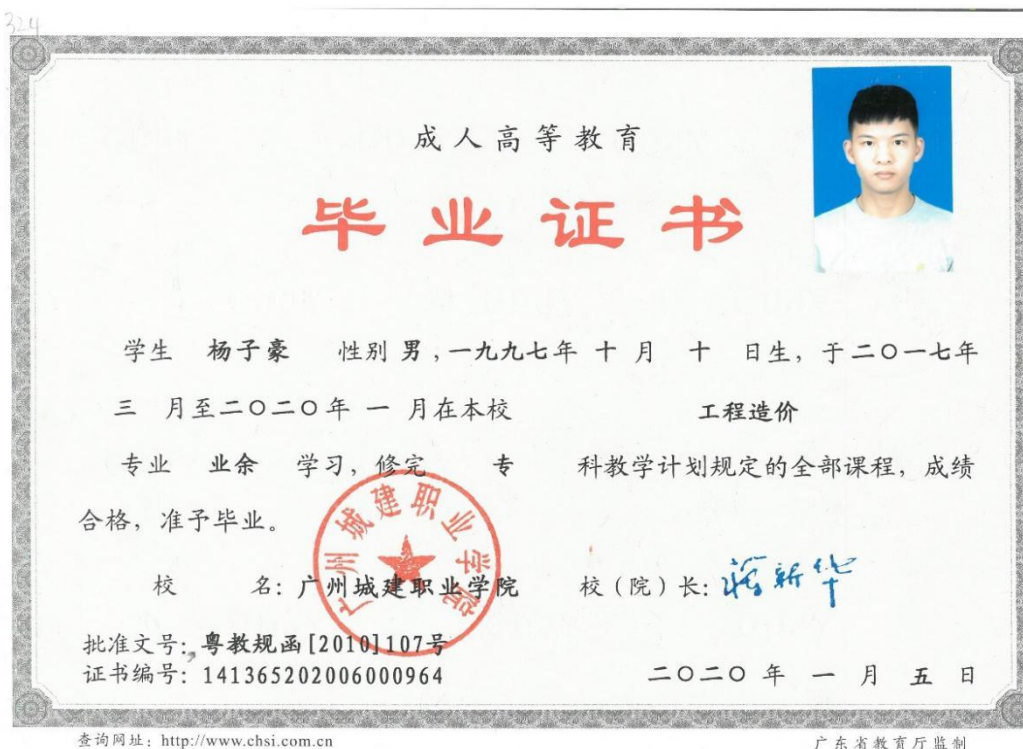 324
成人高等教育
毕业证书
学生 杨子豪 性别 男，一九九七年 十 月 十 日生，于二〇一七年
三 月至二〇二〇年 一 月在本校 工程造价
专业 业余 学习，修完 专 科教学计划规定的全部课程，成绩
合格，准予毕业。
广州城建职业学院
校 名：广州城建职业学院 校（院）长：蒋新华
批准文号：粤教规函[2010]107号
证书编号：141365202006000964 二〇二〇年 一 月 五 日
查询网址：http://www.chsi.com.cn 广东省教育厅监制